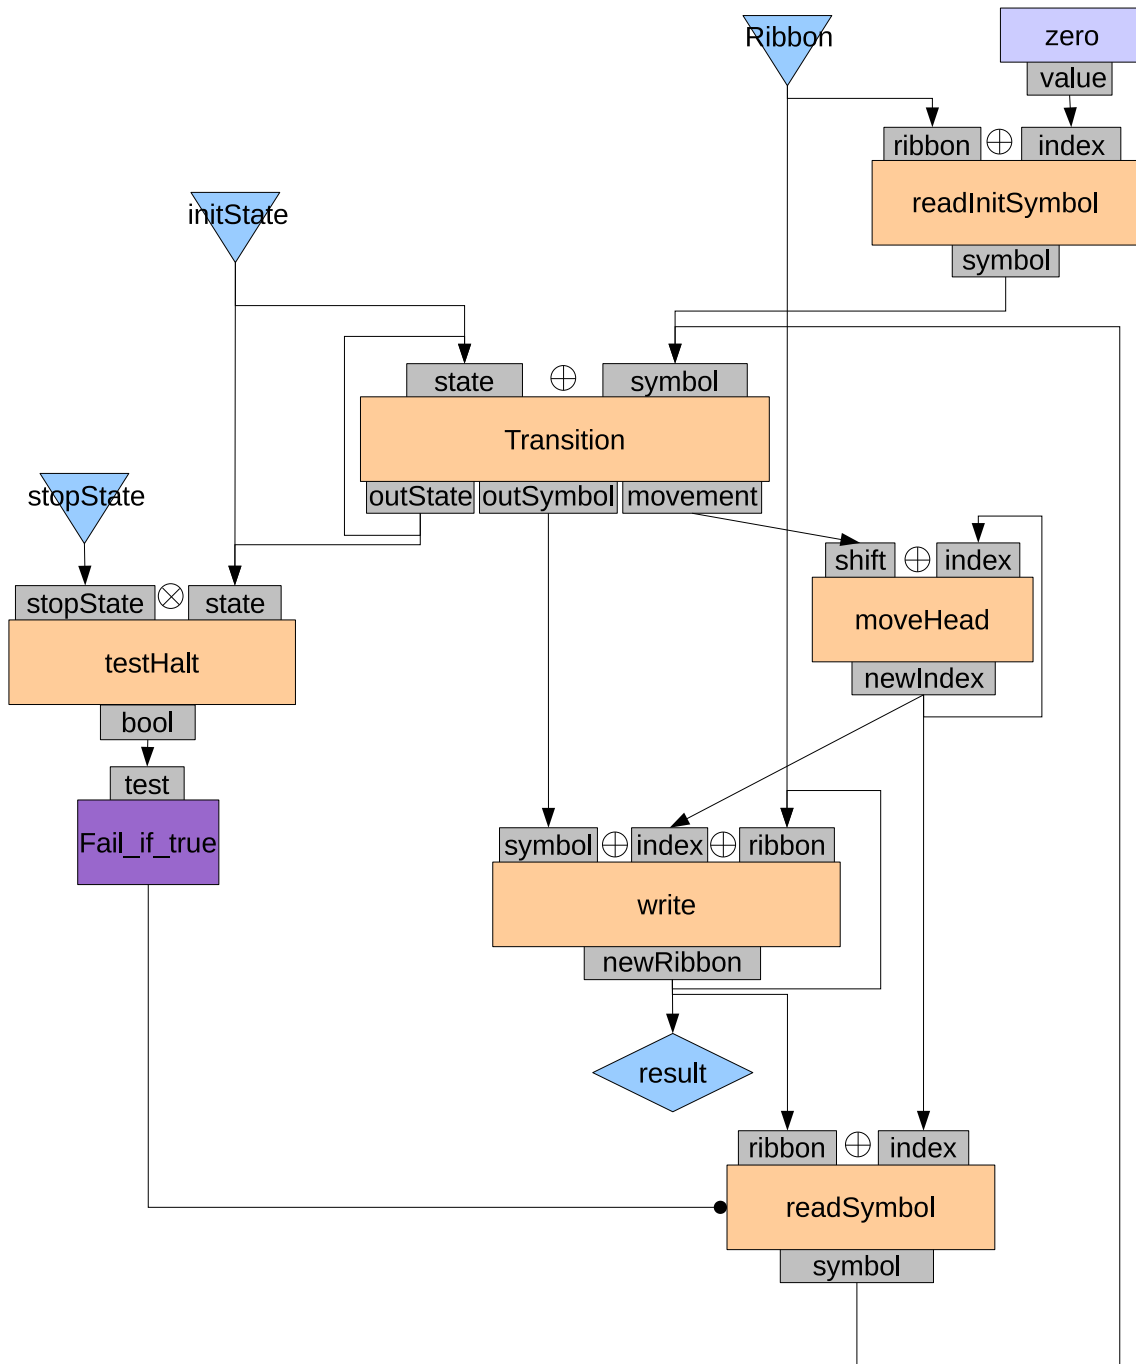 Ribbon
zero
value
ribbon
index
readInitSymbol
symbol
initState
state
symbol
Transition
outState
outSymbol
movement
stopState
shift
index
moveHead
newIndex
stopState
state
testHalt
bool
test
Fail_if_true
symbol
index
ribbon
write
newRibbon
result
ribbon
index
readSymbol
symbol